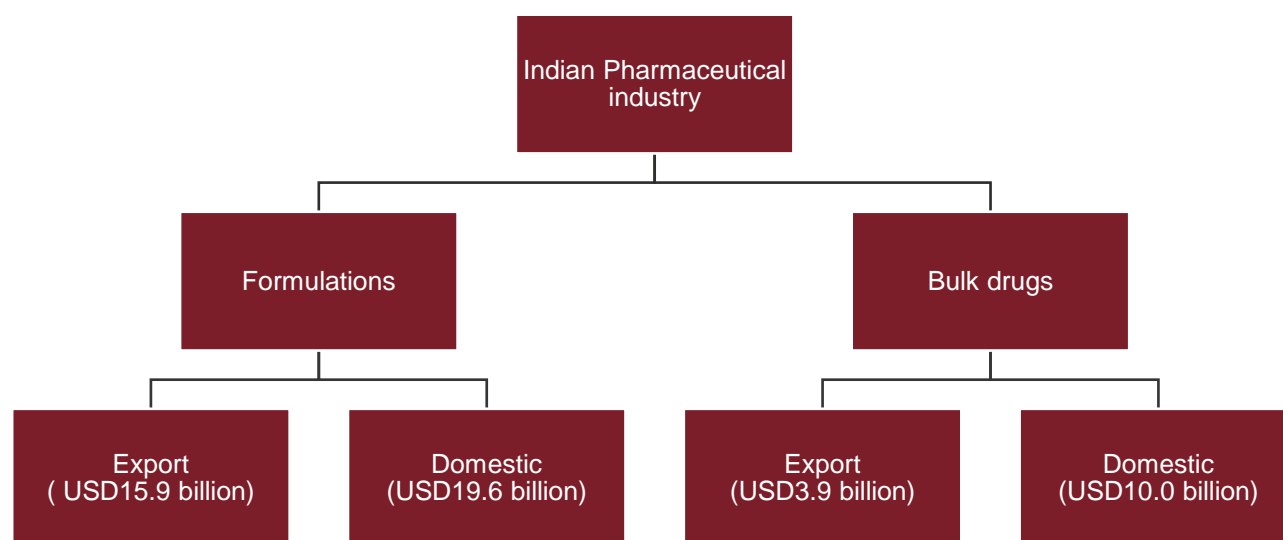 Indian Pharmaceutical
industry
Formulations
Bulk drugs
Export
( USD15.9 billion)
Domestic
(USD19.6 billion)
Export
(USD3.9 billion)
Domestic
(USD10.0 billion)